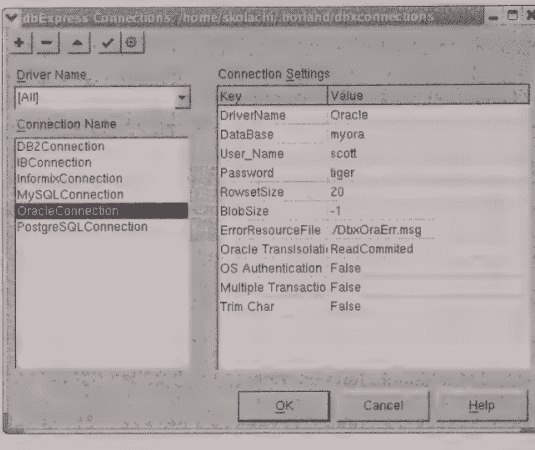 dbExpress Connections: /home/skolachi/.borland/dbxconnections
Driver Name
[All]
Connection Name
DB2Connection
IBConnection
InformixConnection
MySQLConnection
OracleConnection
PostgreSQLConnection
Connection Settings
Key Value
DriverName Oracle
DataBase myora
User_Name scott
Password tiger
RowsetSize 20
BlobSize -1
ErrorResourceFile ./DbxOraErr.msg
Oracle TransIsolati ReadCommited
OS Authentication False
Multiple Transactio False
Trim Char False
OK Cancel Help